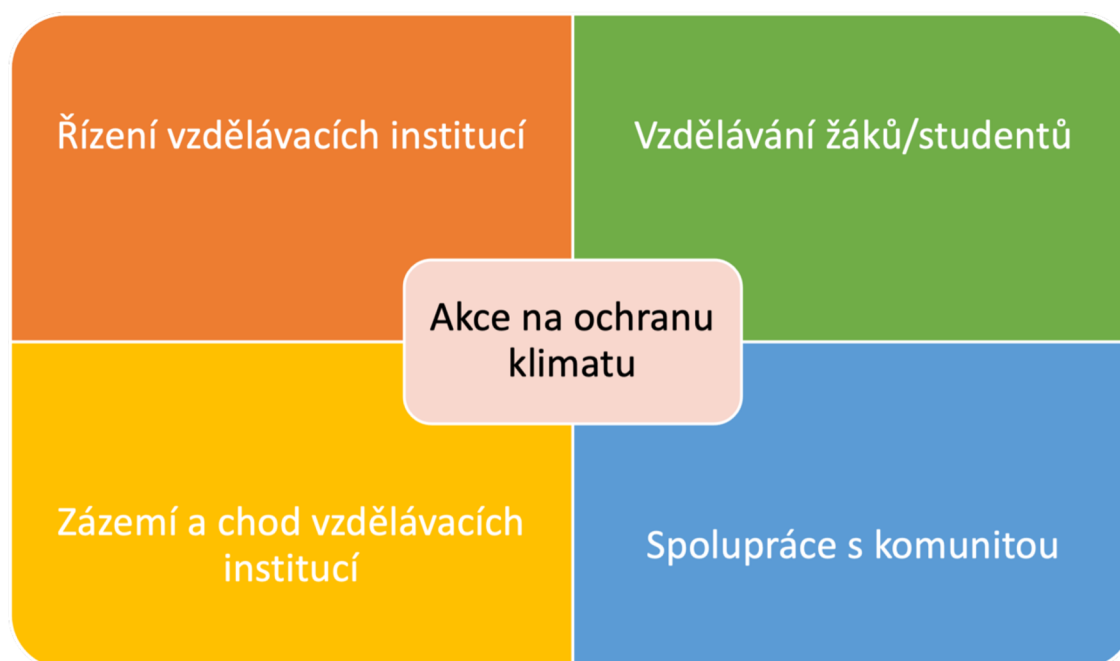 Řízení vzdělávacích institucí
Vzdělávání žáků/studentů
Akce na ochranu
klimatu
Zázemí a chod vzdělávacích
institucí
Spolupráce s komunitou